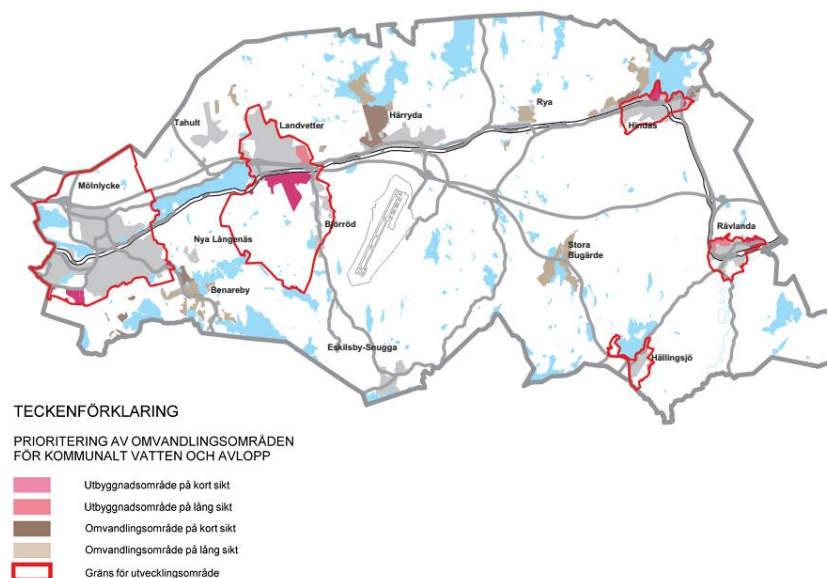 Tahult
Landvetter
Härryda
Rya
Hindås
Mölnlycke
Nya Långenäs
Björröd
Benareby
Stora
Bugärde
Rävlanda
Eskilsby-Snugga
Hällingsjö
TECKENFÖRKLARING
PRIORITERING AV OMVANDLINGSOMRÅDEN
FÖR KOMMUNALT VATTEN OCH AVLOPP
Utbyggnadsområde på kort sikt
Utbyggnadsområde på lång sikt
Omvandlingsområde på kort sikt
Omvandlingsområde på lång sikt
Gräns för utvecklingsområde